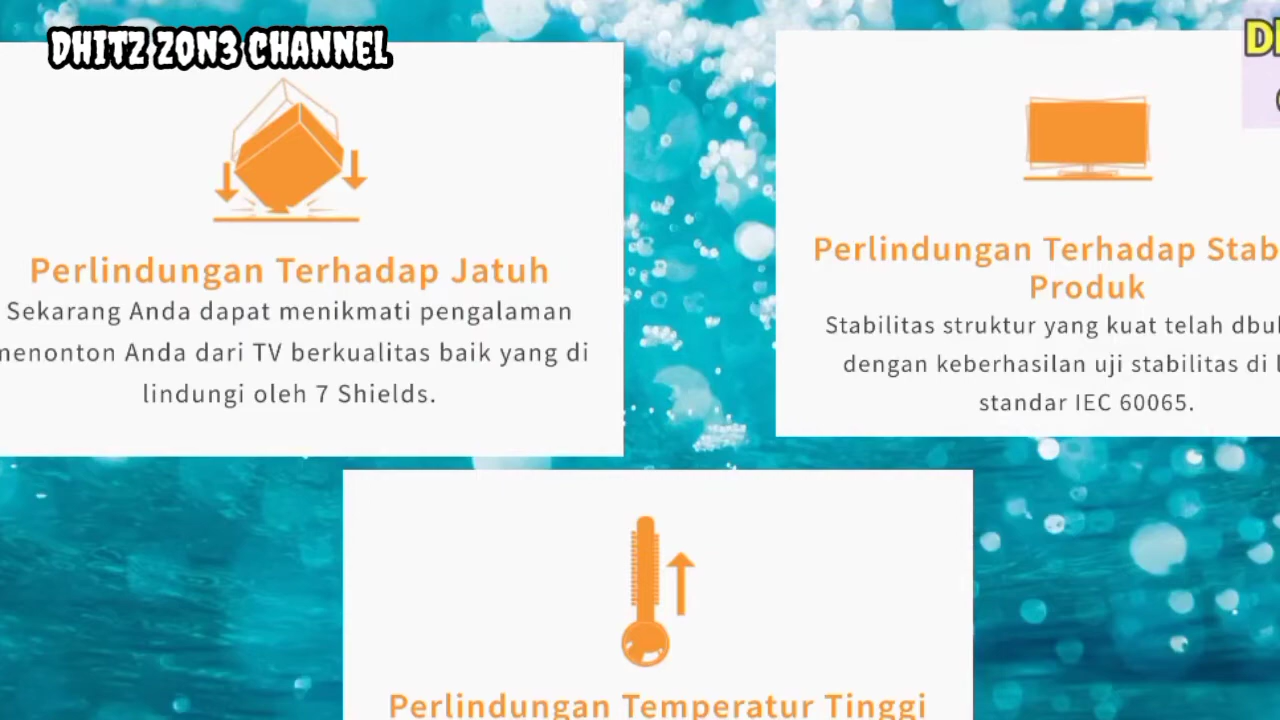 DHITZ ZON3 CHANNEL
Perlindungan Terhadap Jatuh
Sekarang Anda dapat menikmati pengalaman
menonton Anda dari TV berkualitas baik yang di
lindungi oleh 7 Shields.
Perlindungan Terhadap Stab
Produk
Stabilitas struktur yang kuat telah dbul
dengan keberhasilan uji stabilitas di
standar IEC 60065.
Perlindungan Temperatur Tinggi